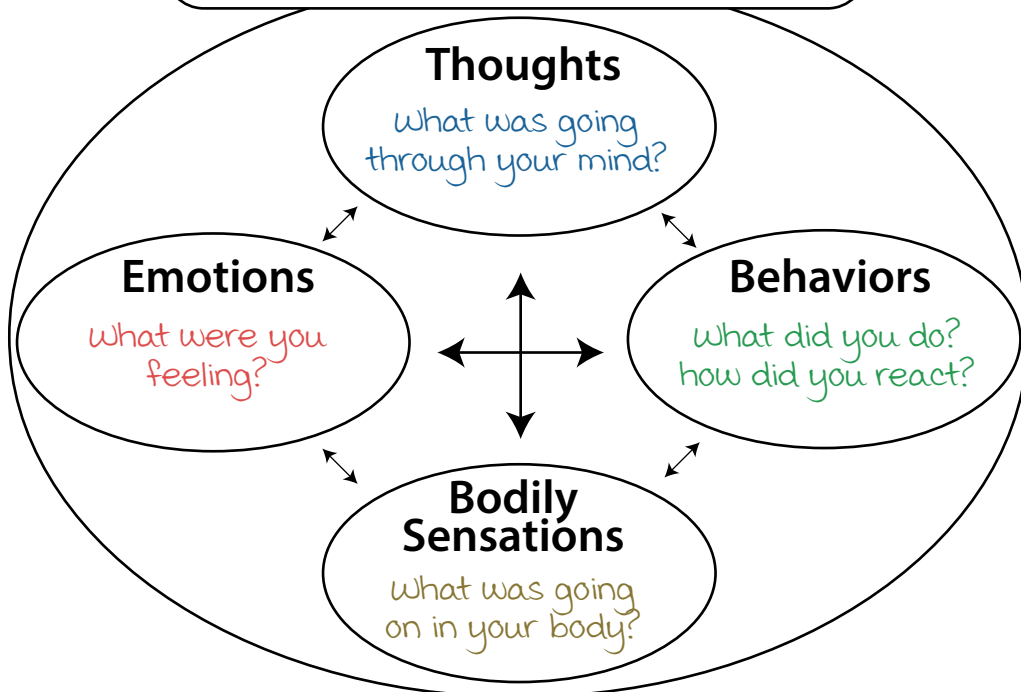 Thoughts
What was going
through your mind?
Emotions
What were you
feeling?
Behaviors
What did you do?
how did you react?
Bodily
Sensations
What was going
on in your body?